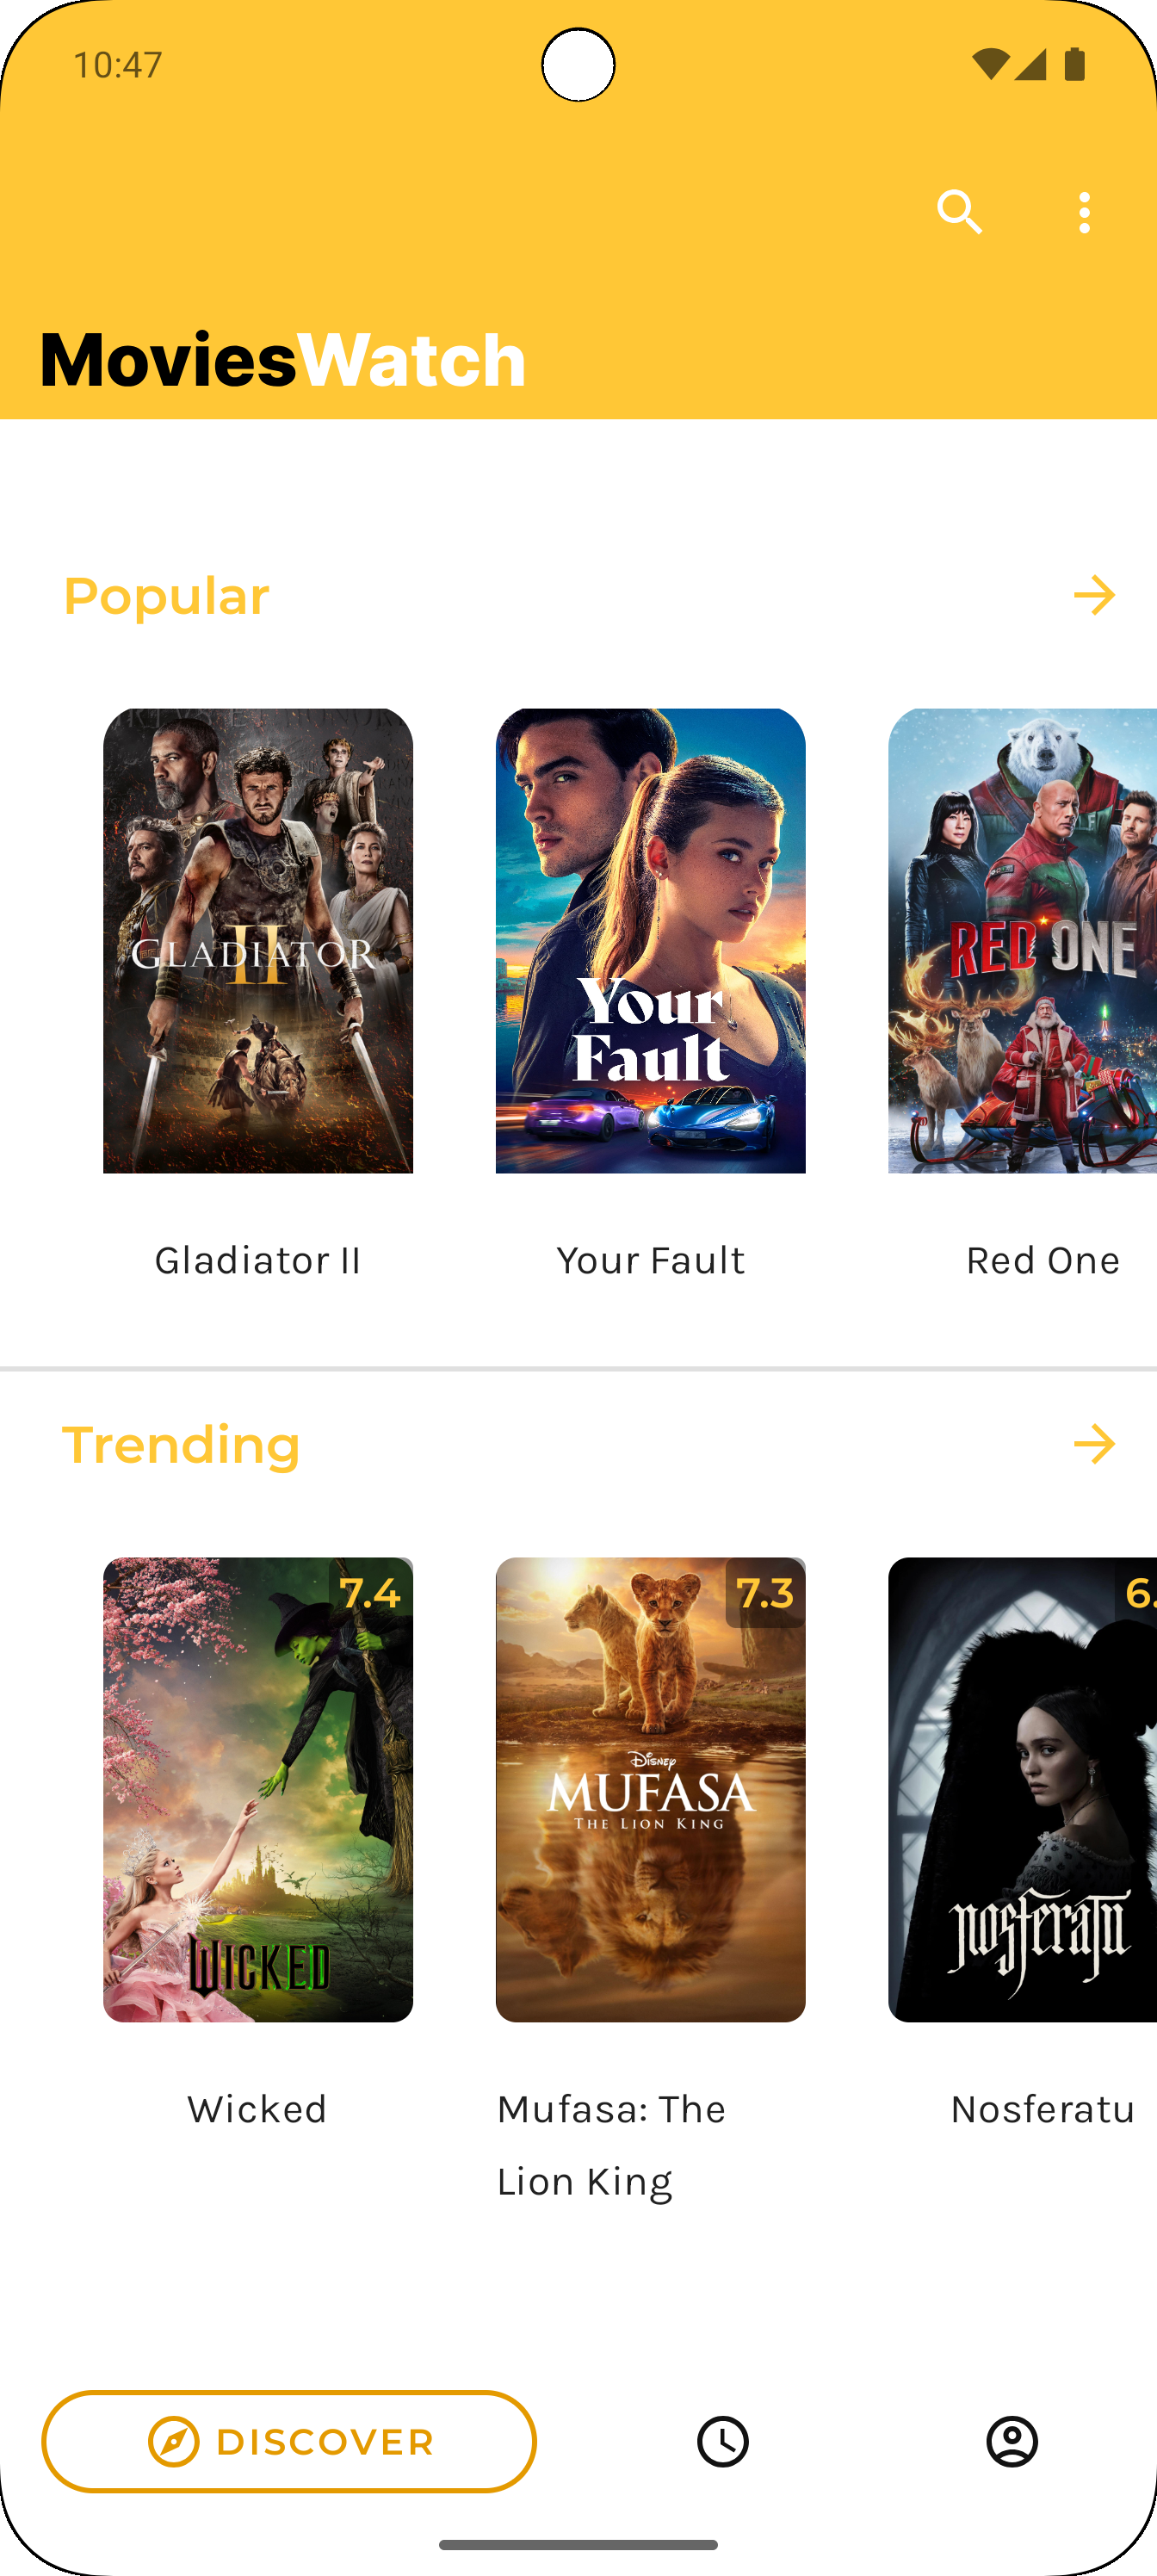 10:47
MoviesWatch
Popular
GLADIATOR
II
Your
Fault
RED ONE
Gladiator II
Your Fault
Red One
Trending
7.4
7.3
6.
WICKED
Disney
MUFASA
THE LION KING
nosferatu
Wicked
Mufasa: The
Lion King
Nosferatu
DISCOVER